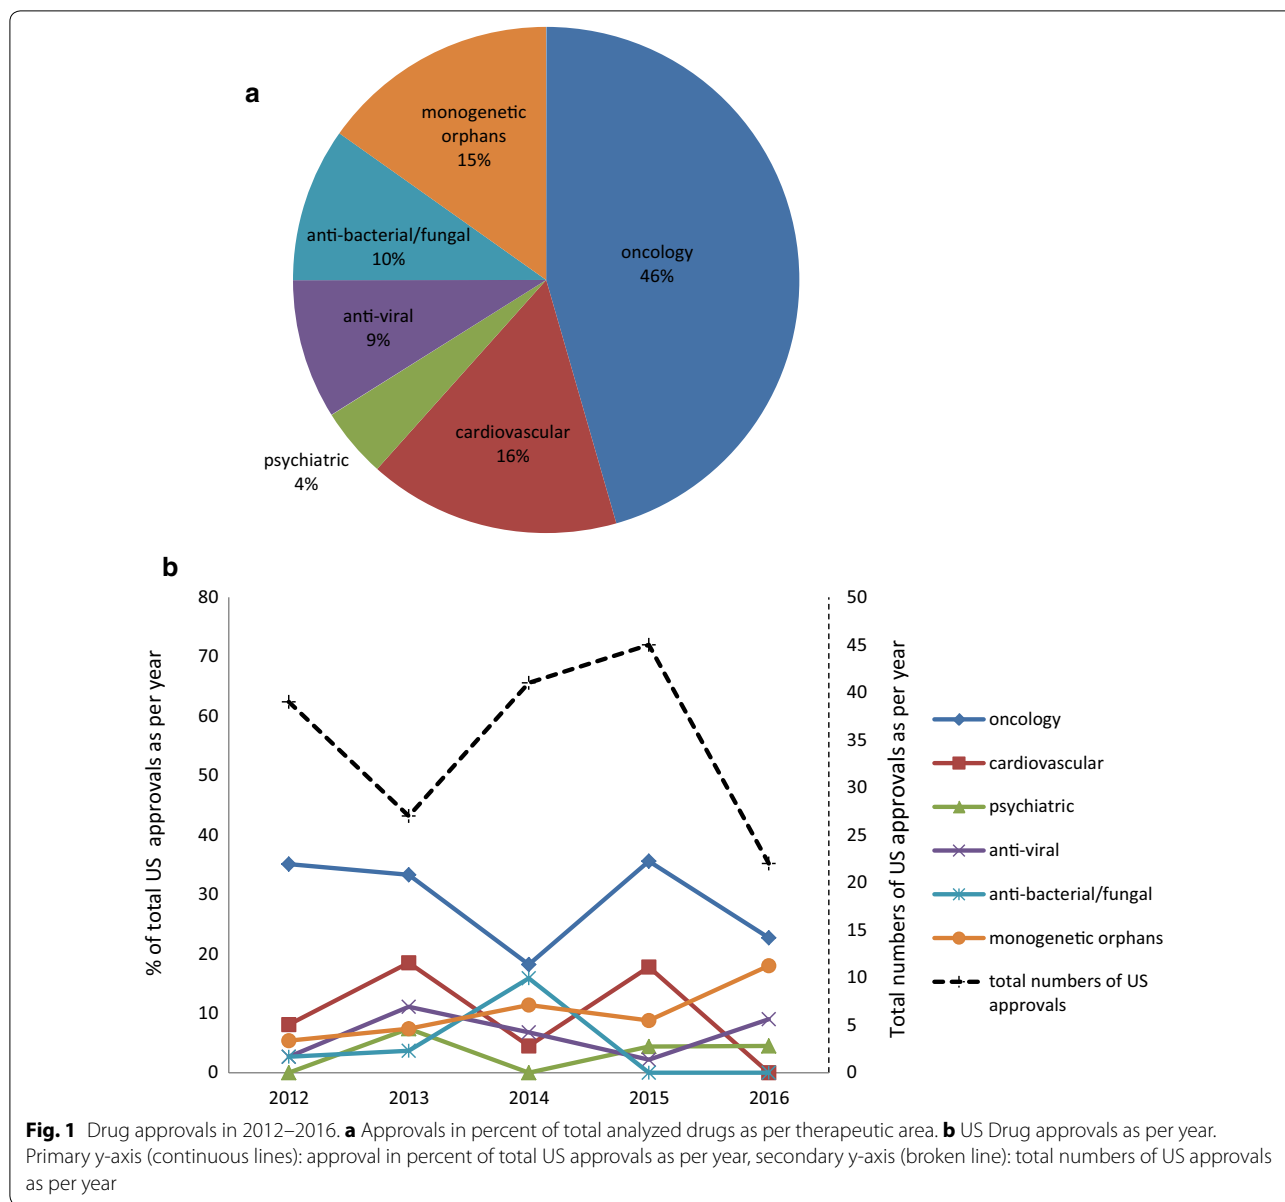 a
monogenetic
orphans
15%
anti-bacterial/fungal
10%
oncology
46%
anti-viral
9%
cardiovascular
16%
psychiatric
4%
b
% of total US approvals as per year
80
70
60
50
40
30
20
10
0
2012 2013 2014 2015 2016
50
45
40
35
30
25
20
15
10
5
0
Total numbers of US approvals as per year
oncology
cardiovascular
psychiatric
anti-viral
anti-bacterial/fungal
monogenetic orphans
total numbers of US
approvals
Fig. 1 Drug approvals in 2012–2016. a Approvals in percent of total analyzed drugs as per therapeutic area. b US Drug approvals as per year.
Primary y-axis (continuous lines): approval in percent of total US approvals as per year, secondary y-axis (broken line): total numbers of US approvals
as per year